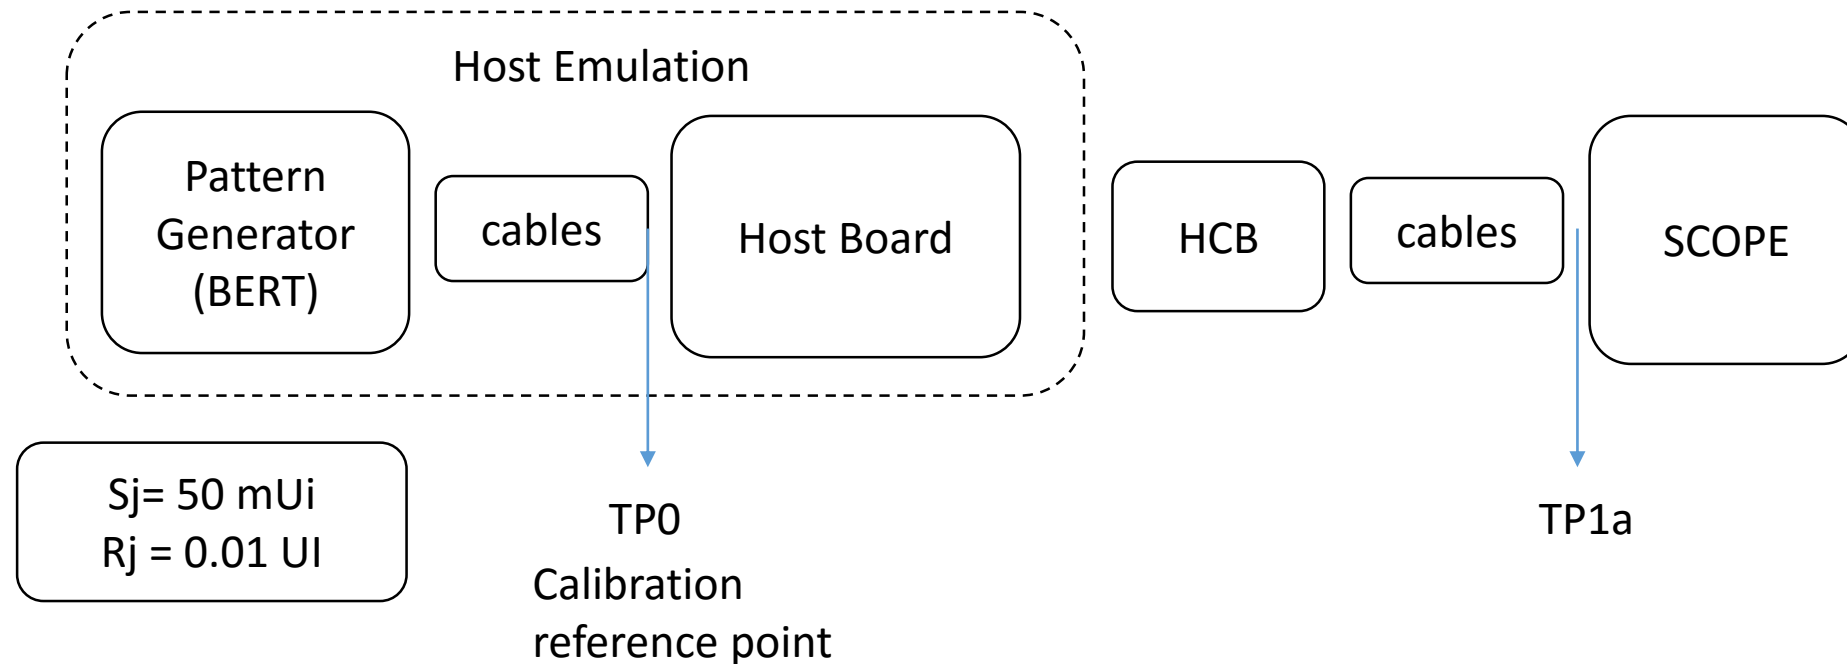 Host Emulation
Pattern
Generator
(BERT)
cables
Host Board
HCB
cables
SCOPE
Sj= 50 mUi
Rj = 0.01 UI
TP0
Calibration
reference point
TP1a